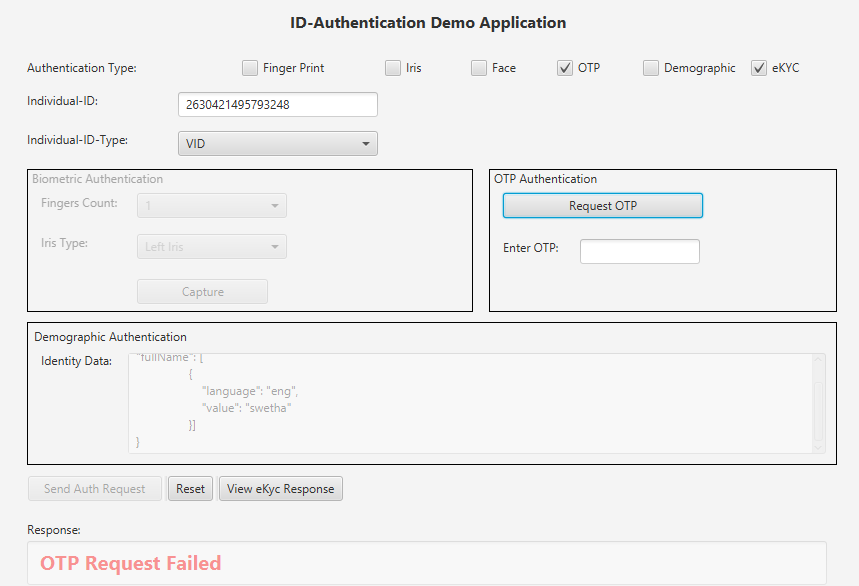 ID-Authentication Demo Application
Authentication Type: Finger Print Iris Face OTP Demographic eKYC
Individual-ID: 2630421495793248
Individual-ID-Type: VID
Biometric Authentication
Fingers Count: 1
Iris Type: Left Iris
Capture
OTP Authentication
Request OTP
Enter OTP:
Demographic Authentication
Identity Data: "fullName": [
{
"language": "eng",
"value": "swetha"
}]
}
Send Auth Request Reset View eKyc Response
Response:
OTP Request Failed